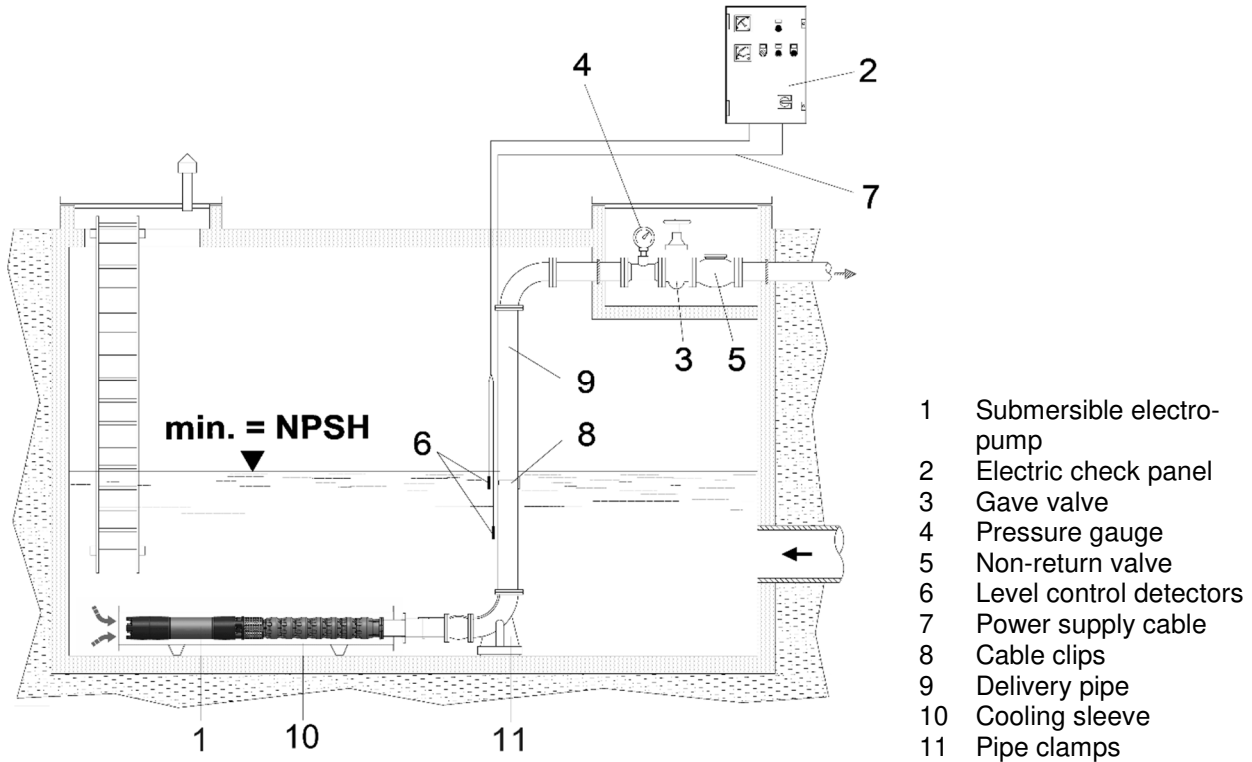 4
2
7
3
5
9
min. = NPSH
6
8
1
10
11
1 Submersible electro-
pump
2 Electric check panel
3 Gave valve
4 Pressure gauge
5 Non-return valve
6 Level control detectors
7 Power supply cable
8 Cable clips
9 Delivery pipe
10 Cooling sleeve
11 Pipe clamps